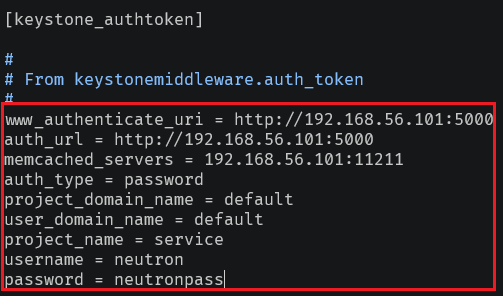 [keystone_authtoken]
#
# From keystonemiddleware.auth_token
#
www_authenticate_uri = http://192.168.56.101:5000
auth_url = http://192.168.56.101:5000
memcached_servers = 192.168.56.101:11211
auth_type = password
project_domain_name = default
user_domain_name = default
project_name = service
username = neutron
password = neutronpass